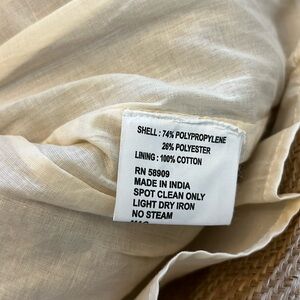 SHELL : 74% POLYPROPYLENE
26% POLYESTER
LINING : 100% COTTON
RN 58909
MADE IN INDIA
SPOT CLEAN ONLY
LIGHT DRY IRON
NO STEAM